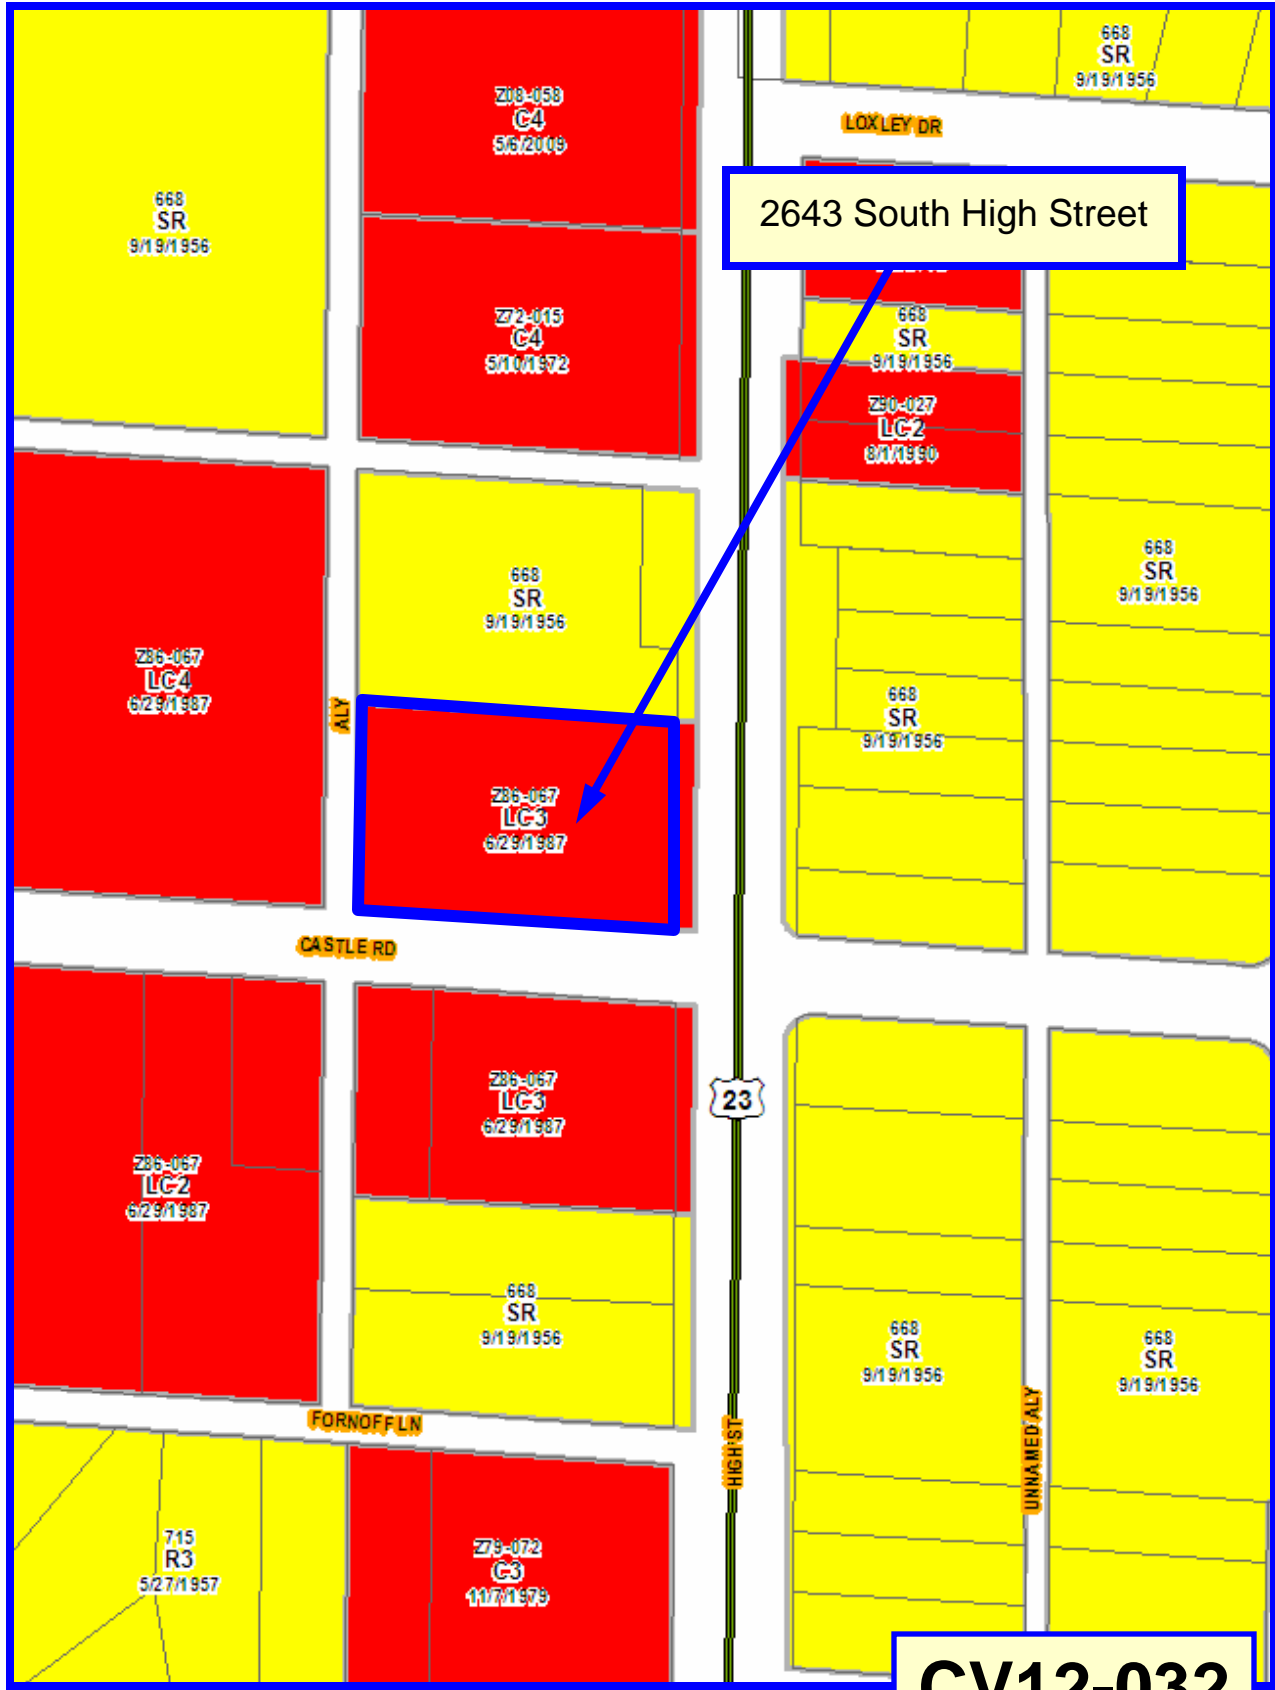 668
SR
9/19/1956
Z08-058
C4
5/6/2009
LOXLEY DR
668
SR
9/19/1956
2643 South High Street
Z72-015
C4
5/10/1972
668
SR
9/19/1956
Z90-027
LC2
8/1/1990
668
SR
9/19/1956
668
SR
9/19/1956
Z86-067
LC4
6/29/1987
ALY
668
SR
9/19/1956
Z86-067
LC3
6/29/1987
CASTLE RD
Z86-067
LC3
6/29/1987
23
Z86-067
LC2
6/29/1987
668
SR
9/19/1956
668
SR
9/19/1956
668
SR
9/19/1956
FORNOFF LN
HIGH ST
UNNAMED ALY
715
R3
5/27/1957
Z79-072
C3
11/7/1979
CV12-032